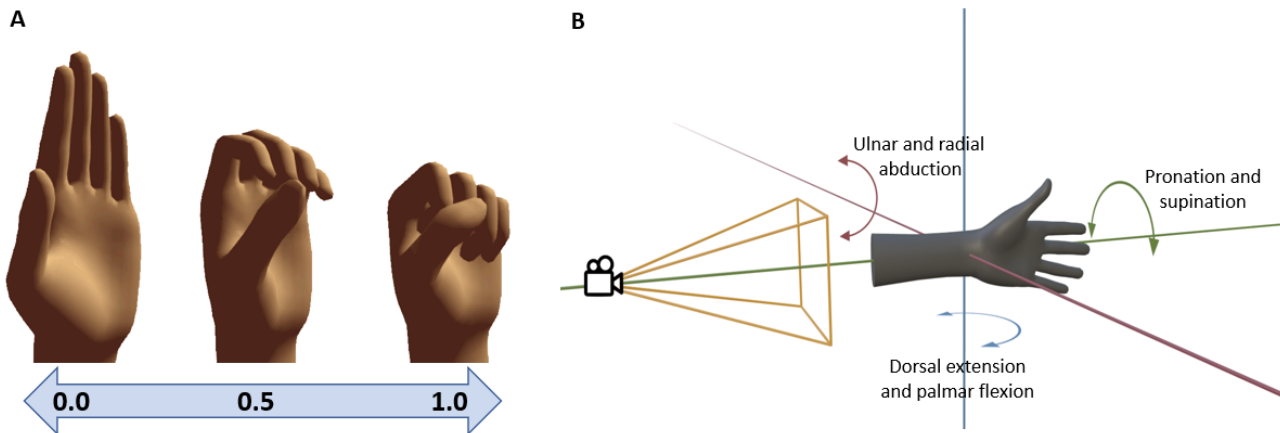 A
0.0
0.5
1.0
B
Ulnar and radial
abduction
Pronation and
supination
Dorsal extension
and palmar flexion